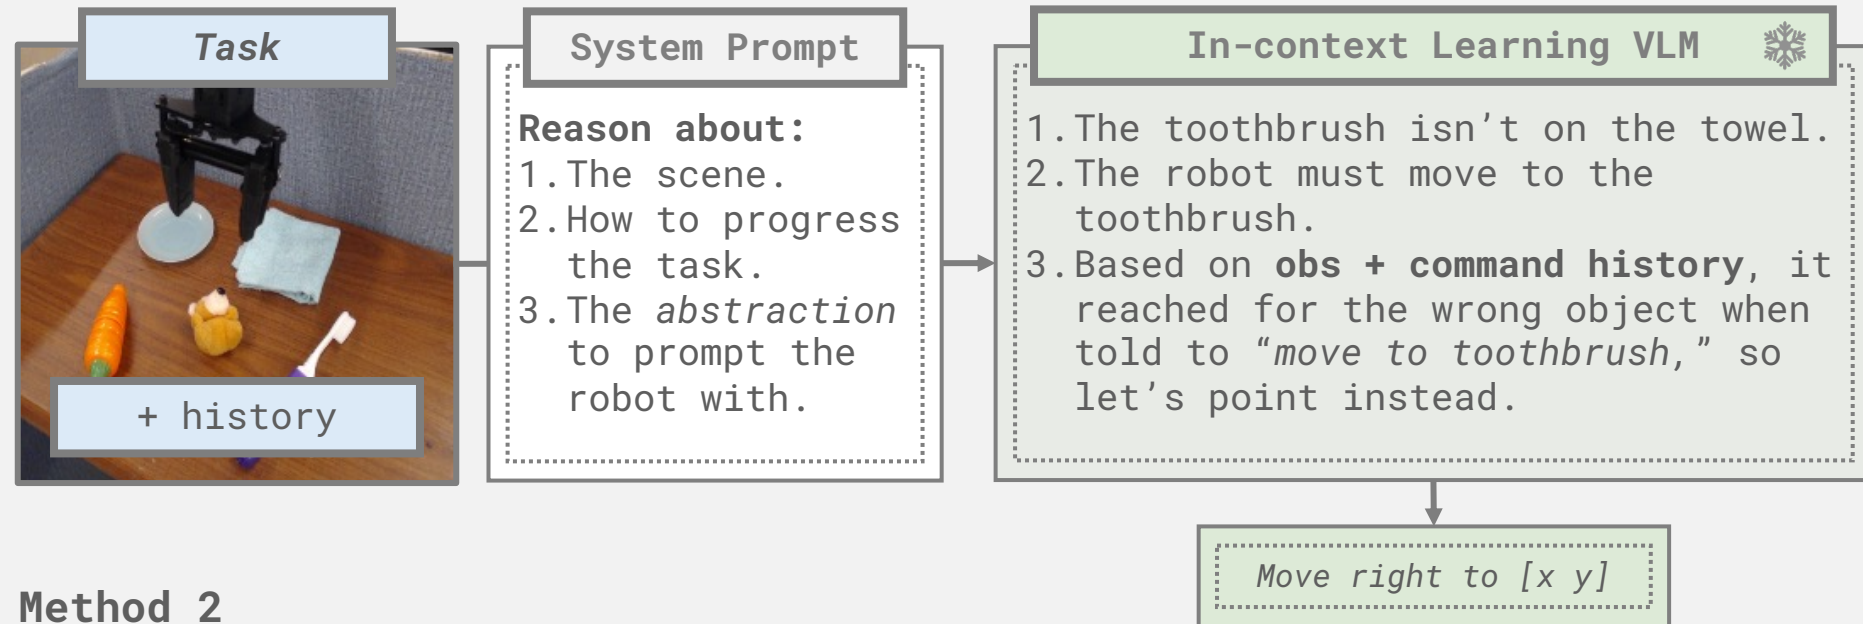 Task
+ history
System Prompt
Reason about:
1. The scene.
2. How to progress
the task.
3. The abstraction
to prompt the
robot with.
In-context Learning VLM
1. The toothbrush isn’t on the towel.
2. The robot must move to the
toothbrush.
3. Based on obs + command history, it
reached for the wrong object when
told to “move to toothbrush,” so
let’s point instead.
Move right to [x y]
Method 2